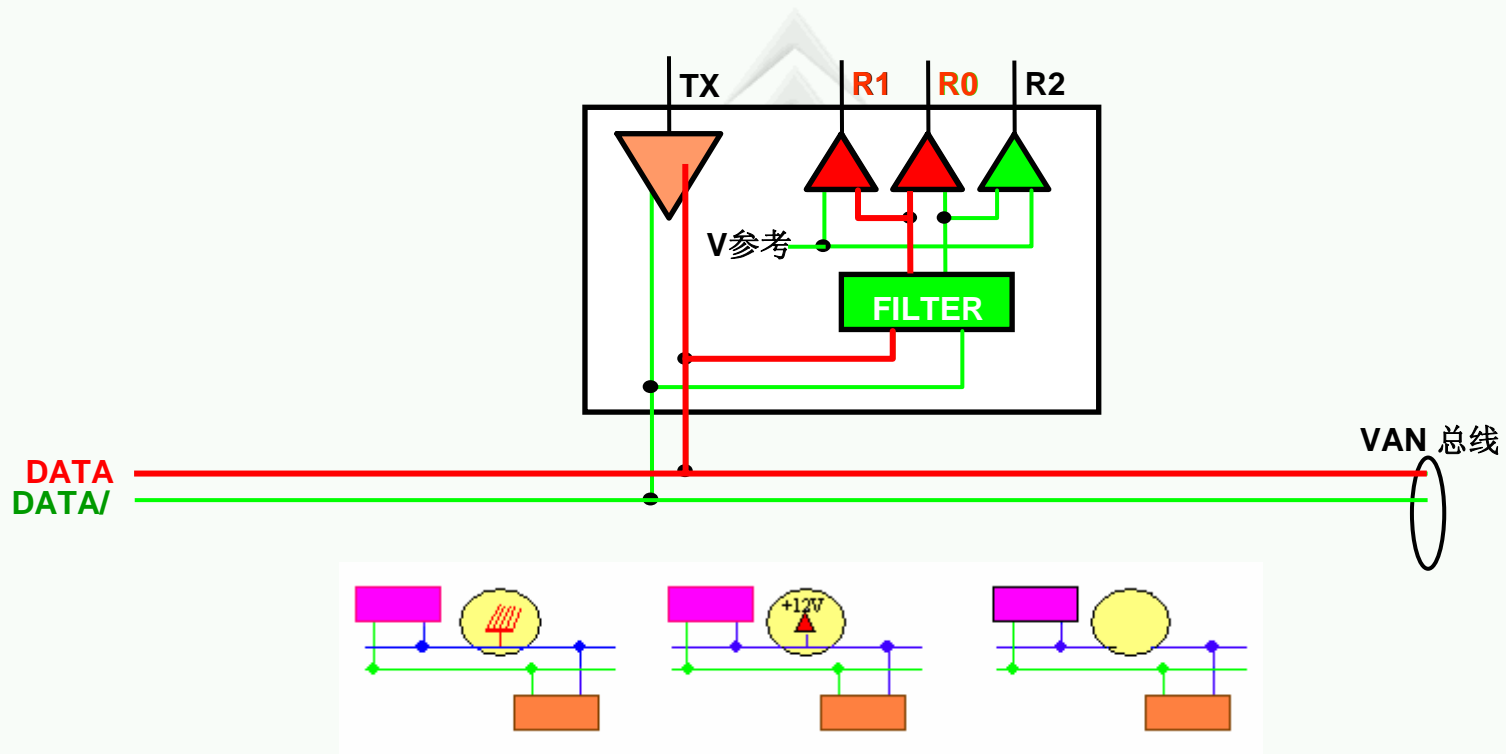 TX R1 R0 R2
V参考
FILTER
VAN 总线
DATA
DATA/
+12V